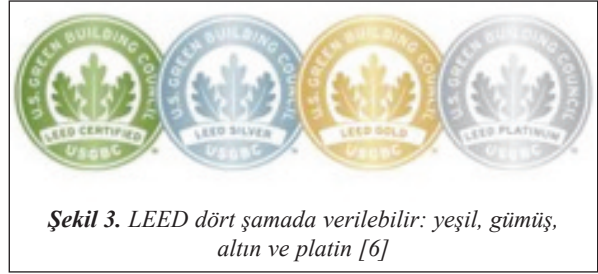 U.S. GREEN BUILDING COUNCIL
LEED CERTIFIED
USGBC
U.S. GREEN BUILDING COUNCIL
LEED SILVER
USGBC
U.S. GREEN BUILDING COUNCIL
LEED GOLD
USGBC
U.S. GREEN BUILDING COUNCIL
LEED PLATINUM
USGBC
Şekil 3. LEED dört şamada verilebilir: yeşil, gümüş,
altın ve platin [6]